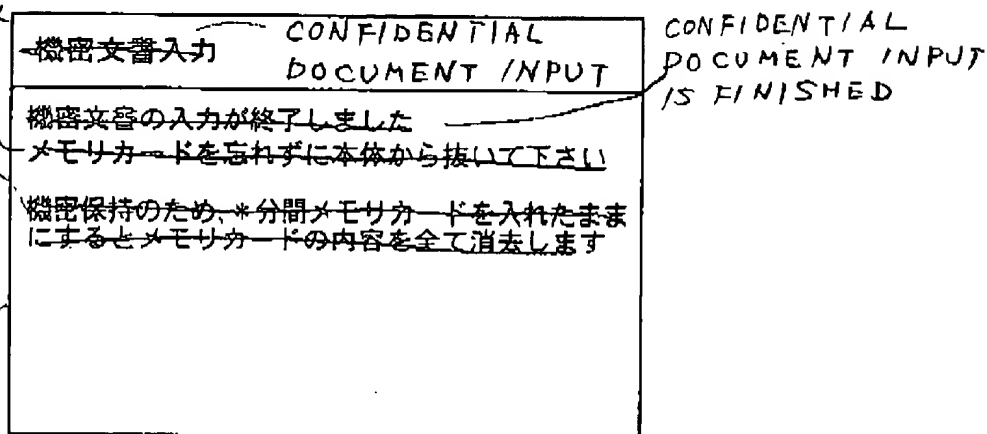 機密文書入力
CONFIDENTIAL
DOCUMENT INPUT
CONFIDENTIAL
DOCUMENT INPUT
IS FINISHED
機密文書の入力が終了しました
メモリカードを忘れずに本体から抜いて下さい
機密保持のため、*分間メモリカードを入れたまま
にするとメモリカードの内容を全て消去します